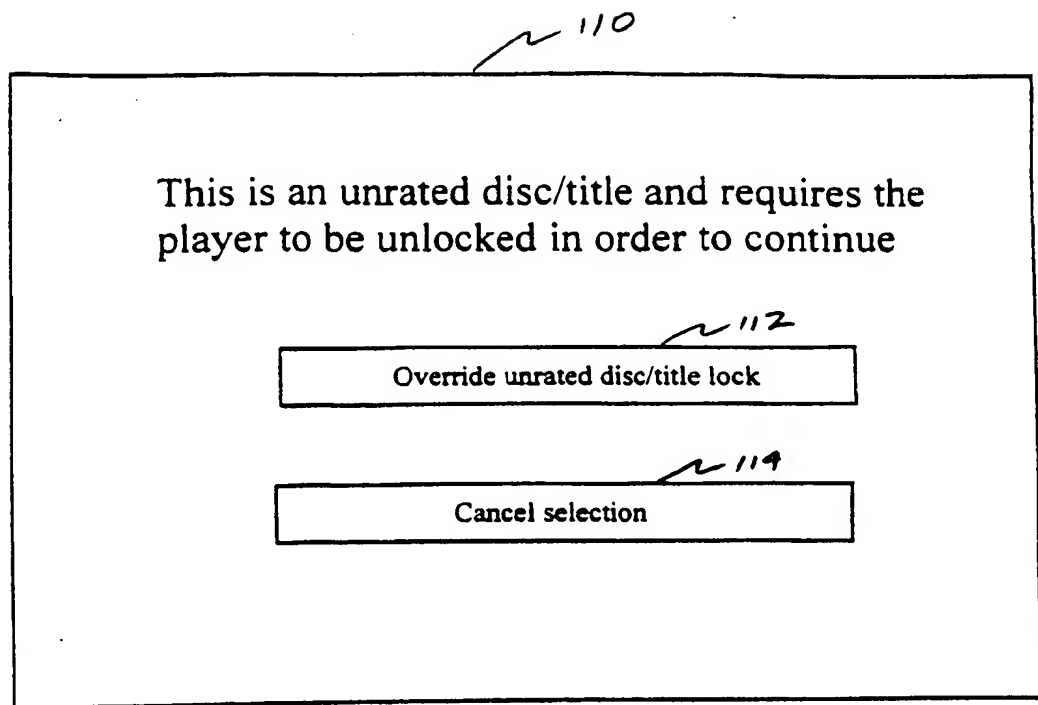 110
This is an unrated disc/title and requires the
player to be unlocked in order to continue
112
Override unrated disc/title lock
114
Cancel selection